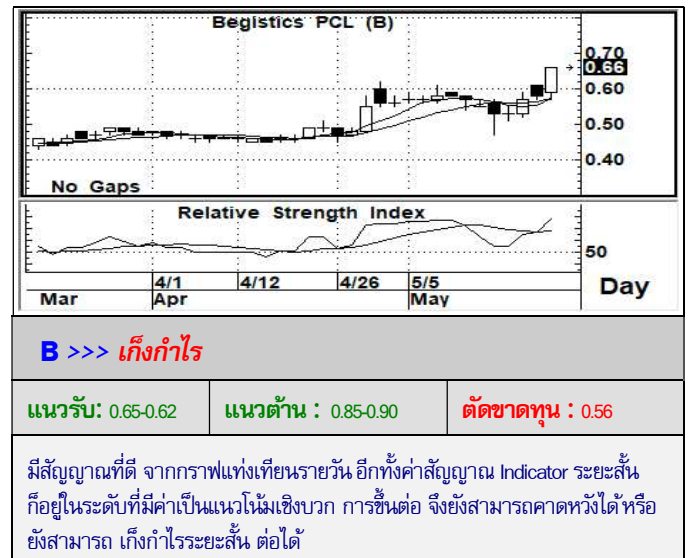 Begistics PCL (B)
0.70
0.66
0.60
0.50
0.40
No Gaps
Relative Strength Index
50
4/1 4/12 4/26 5/5
Mar Apr May
Day
B >>> เก็งกำไร
แนวรับ: 0.65-0.62 แนวต้าน : 0.85-0.90 ตัดขาดทุน : 0.56
มีสัญญาณที่ดี จากกราฟแท่งเทียนรายวัน อีกทั้งค่าสัญญาณ Indicator ระยะสั้น
ก็อยู่ในระดับที่มีค่าเป็นแนวโน้มเชิงบวก การขึ้นต่อ จึงยังสามารถคาดหวังได้ หรือ
ยังสามารถ เก็งกำไรระยะสั้น ต่อได้